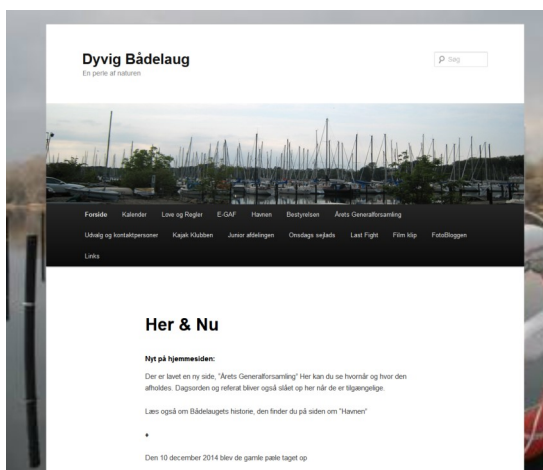 Dyvig Bådelaug
En perle af naturen
Søg
Forside Kalender Love og Regler E-GAF Havnen Bestyrelsen Årets Generalforsamling
Udvalg og kontaktpersoner Kajak Klubben Junior afdelingen Onsdags sejlads Last Fight Film klip FotoBloggen
Links
Her & Nu
Nyt på hjemmesiden:
Der er lavet en ny side, "Årets Generalforsamling" Her kan du se hvornår og hvor den
afholdes. Dagsorden og referat bliver også slået op her når de er tilgængelige.
Læs også om Bådelaugets historie, den finder du på siden om "Havnen"
Den 10 december 2014 blev de gamle pæle taget op